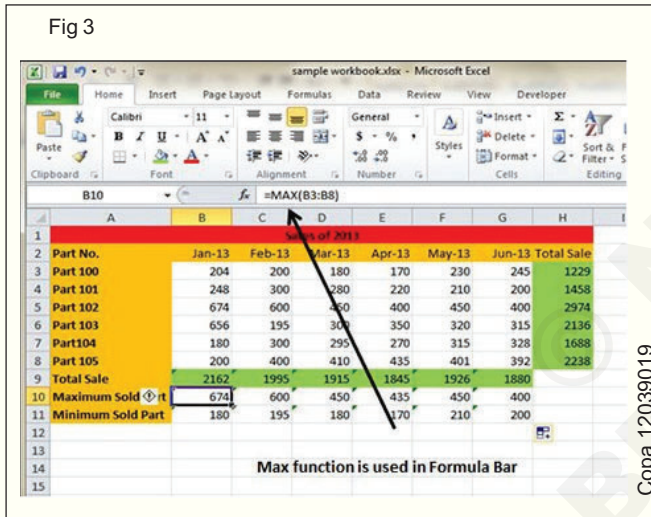 Fig 3
sample workbook.xlsx - Microsoft Excel
File Home Insert Page Layout Formulas Data Review View Developer
Calibri 11 General Insert
Paste B I U A A $ % , Styles Delete Sort & Filter
Format
Clipboard Font Alignment Number Cells Editing
B10 fx =MAX(B3:B8)
A B C D E F G H
1 Sales of 2013
2 Part No. Jan-13 Feb-13 Mar-13 Apr-13 May-13 Jun-13 Total Sale
3 Part 100 204 200 180 170 230 245 1229
4 Part 101 248 300 280 220 210 200 1458
5 Part 102 674 600 450 400 450 400 2974
6 Part 103 656 195 300 350 320 315 2136
7 Part104 180 300 295 270 315 328 1688
8 Part 105 200 400 410 435 401 392 2238
9 Total Sale 2162 1995 1915 1845 1926 1880
10 Maximum Sold 674 600 450 435 450 400
11 Minimum Sold Part 180 195 180 170 210 200
12
13
14 Max function is used in Formula Bar
15
Copa 12039019